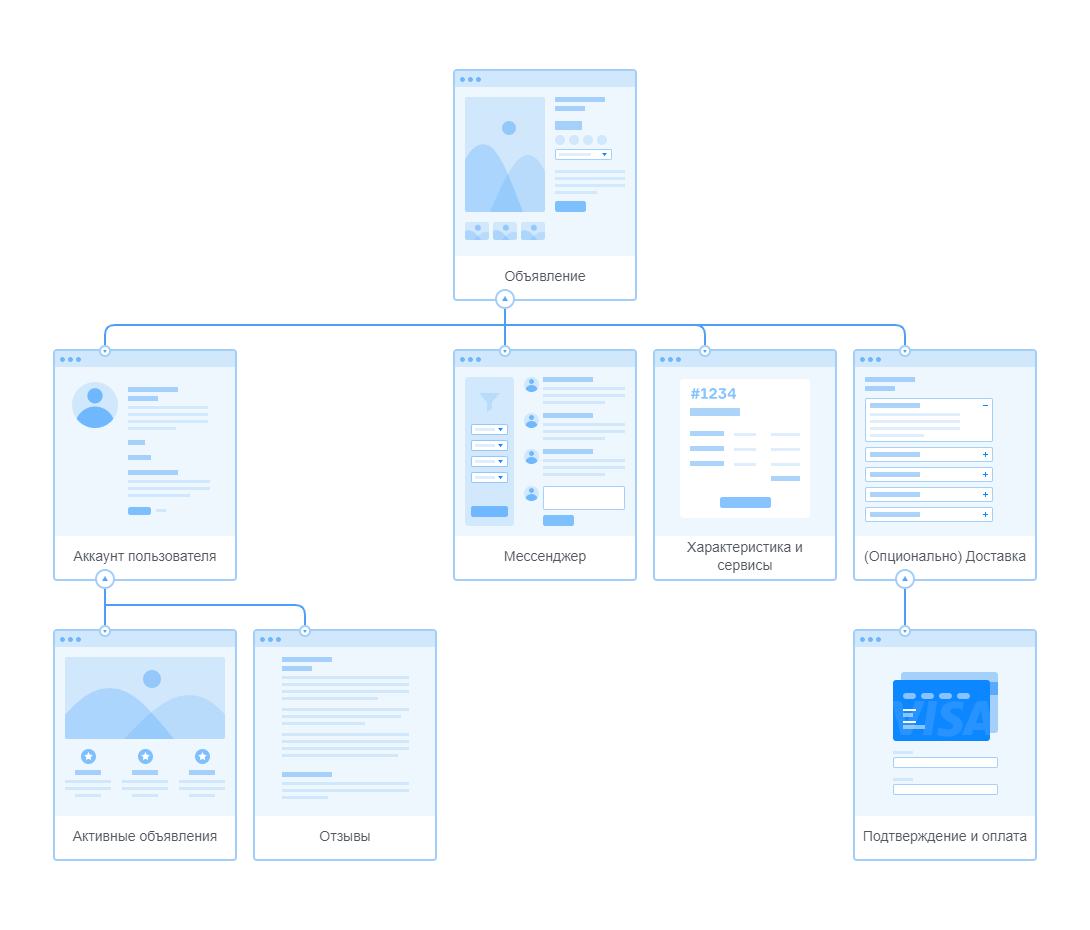 Объявление
#1234
Аккаунт пользователя
Мессенджер
Характеристика и
сервисы
(Опционально) Доставка
VISA
Активные объявления
Отзывы
Подтверждение и оплата